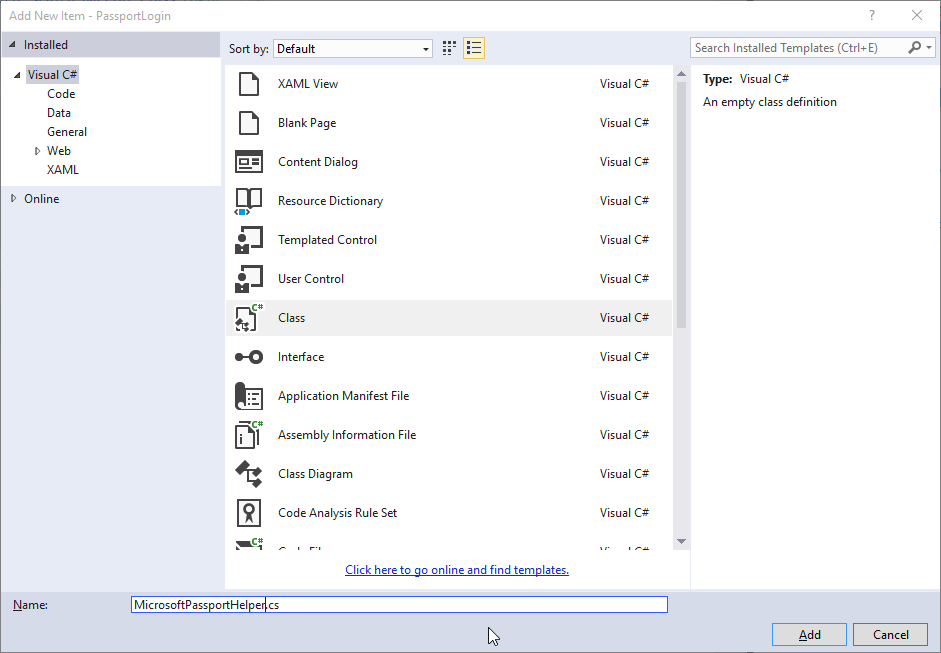 Add New Item - PassportLogin
?
Installed
Sort by: Default
Search Installed Templates (Ctrl+E)
Visual C#
Code
Data
General
Web
XAML
Online
XAML View Visual C#
Blank Page Visual C#
Content Dialog Visual C#
Resource Dictionary Visual C#
Templated Control Visual C#
User Control Visual C#
C#
Class Visual C#
Interface Visual C#
Application Manifest File Visual C#
C#
Assembly Information File Visual C#
Class Diagram Visual C#
Code Analysis Rule Set Visual C#
C#
Type: Visual C#
An empty class definition
Click here to go online and find templates.
Name: MicrosoftPassportHelper.cs
Add Cancel